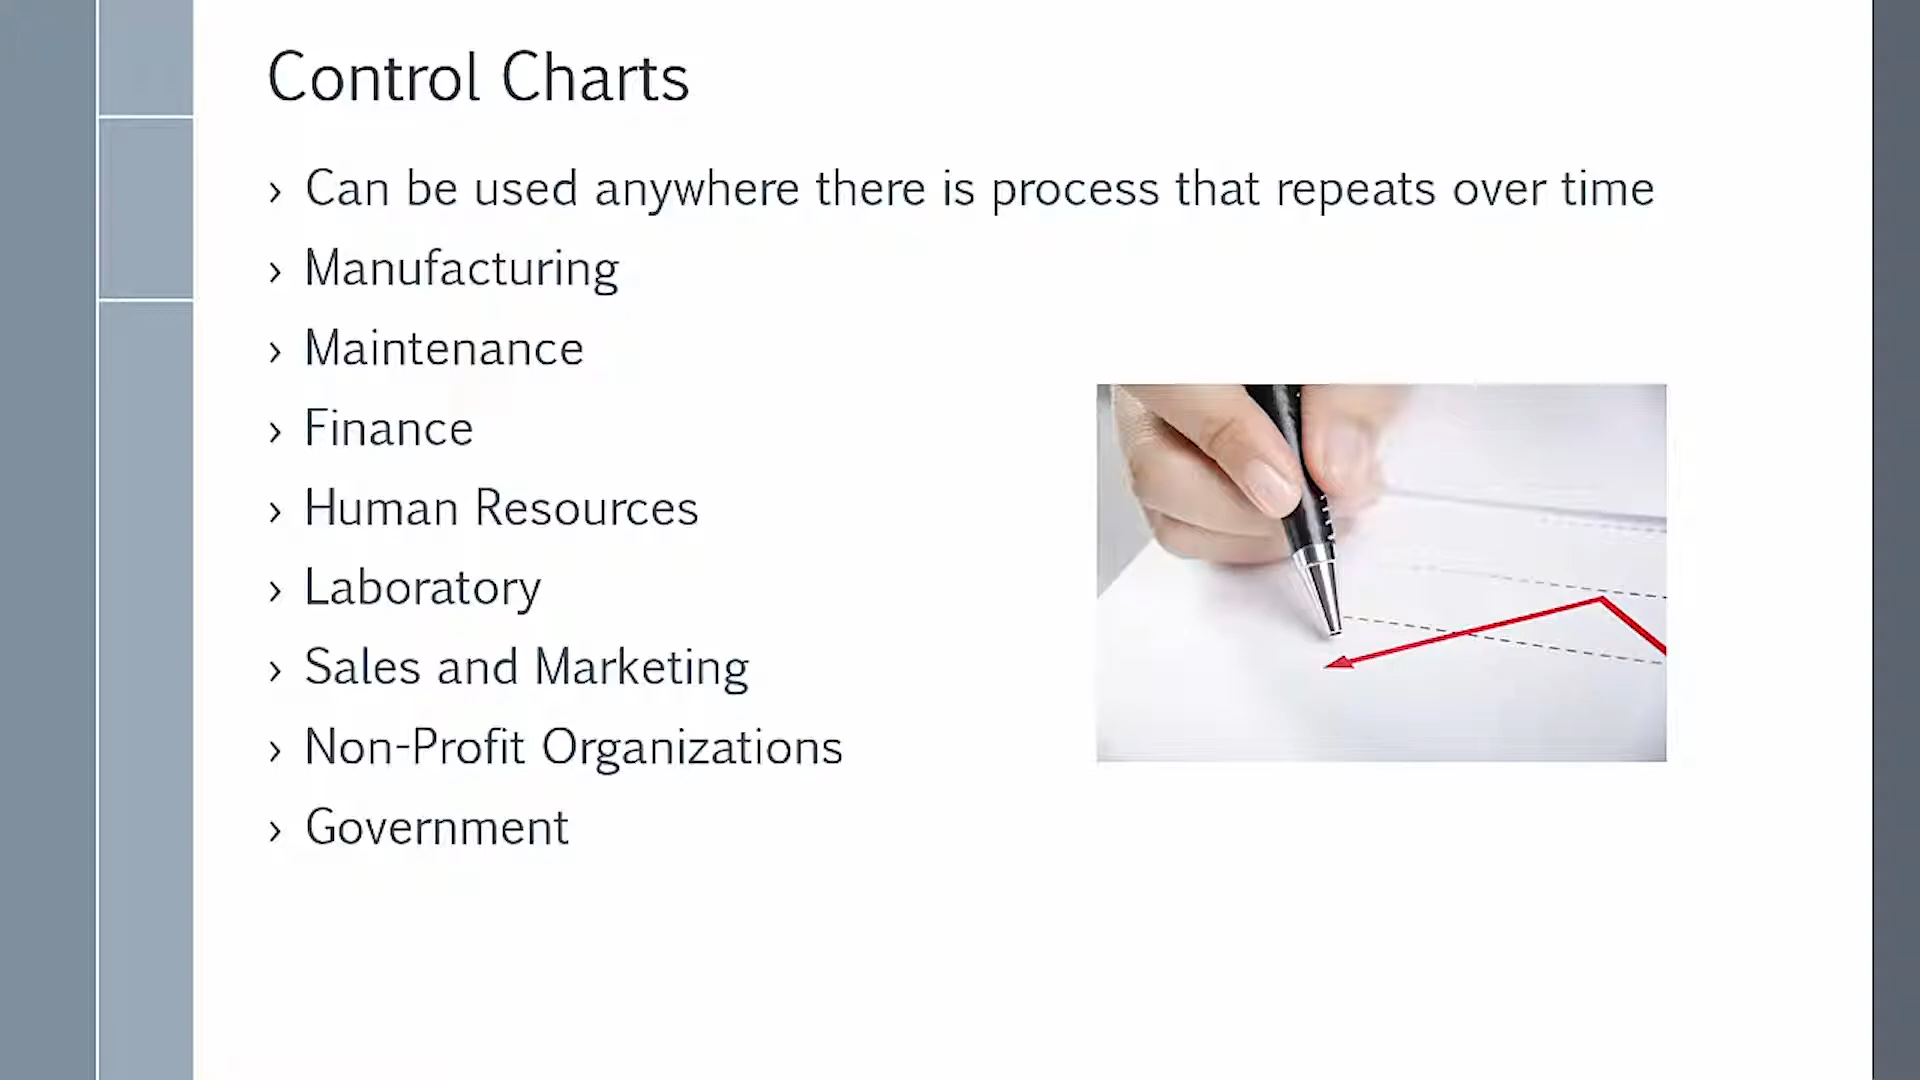 Control Charts
› Can be used anywhere there is process that repeats over time
› Manufacturing
› Maintenance
› Finance
› Human Resources
› Laboratory
› Sales and Marketing
› Non-Profit Organizations
› Government